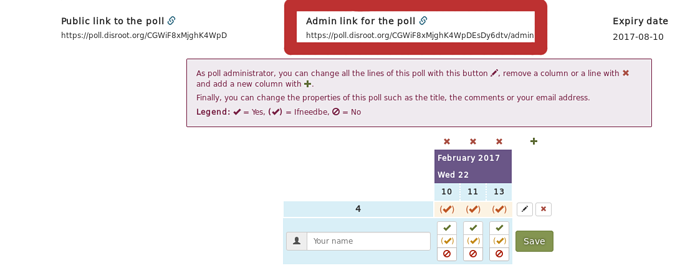 Public link to the poll
Admin link for the poll
Expiry date
https://poll.disroot.org/CGWiF8xMjghK4WpD
https://poll.disroot.org/CGWiF8xMjghK4WpDEsDy6dtv/admin
2017-08-10
As poll administrator, you can change all the lines of this poll with this button , remove a column or a line with
and add a new column with .
Finally, you can change the properties of this poll such as the title, the comments or your email address.
Legend: ✔ = Yes, (✔) = Ifneedbe, = No
February 2017
Wed 22
10 11 13
4 (✔) (✔) (✔)
Your name
(✔) (✔) (✔)
Save